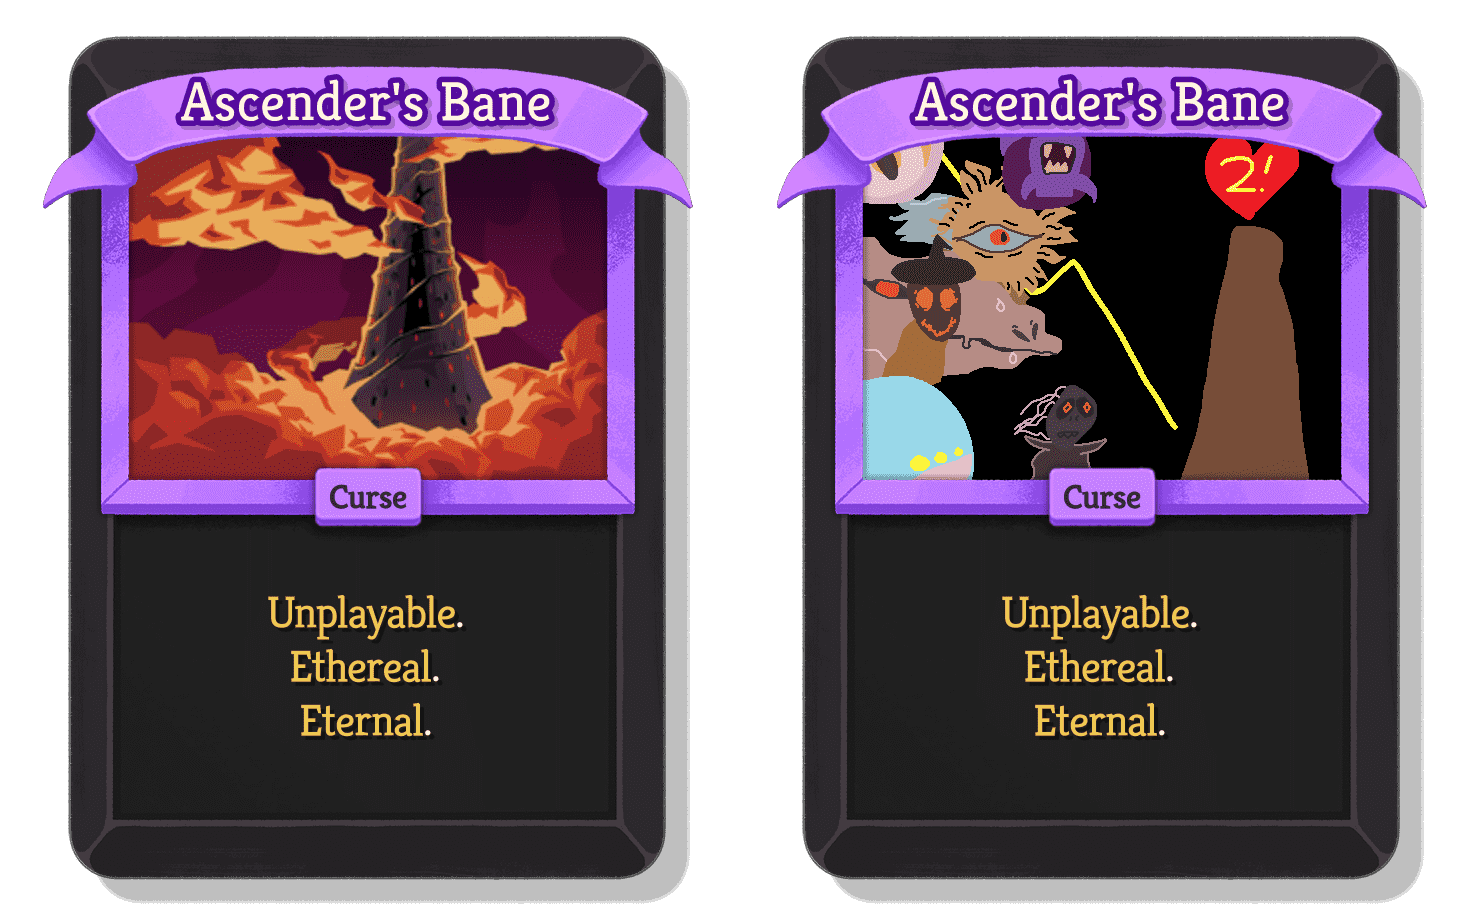 Ascender's Bane
Curse
Unplayable.
Ethereal.
Eternal.
Ascender's Bane
2!
Curse
Unplayable.
Ethereal.
Eternal.